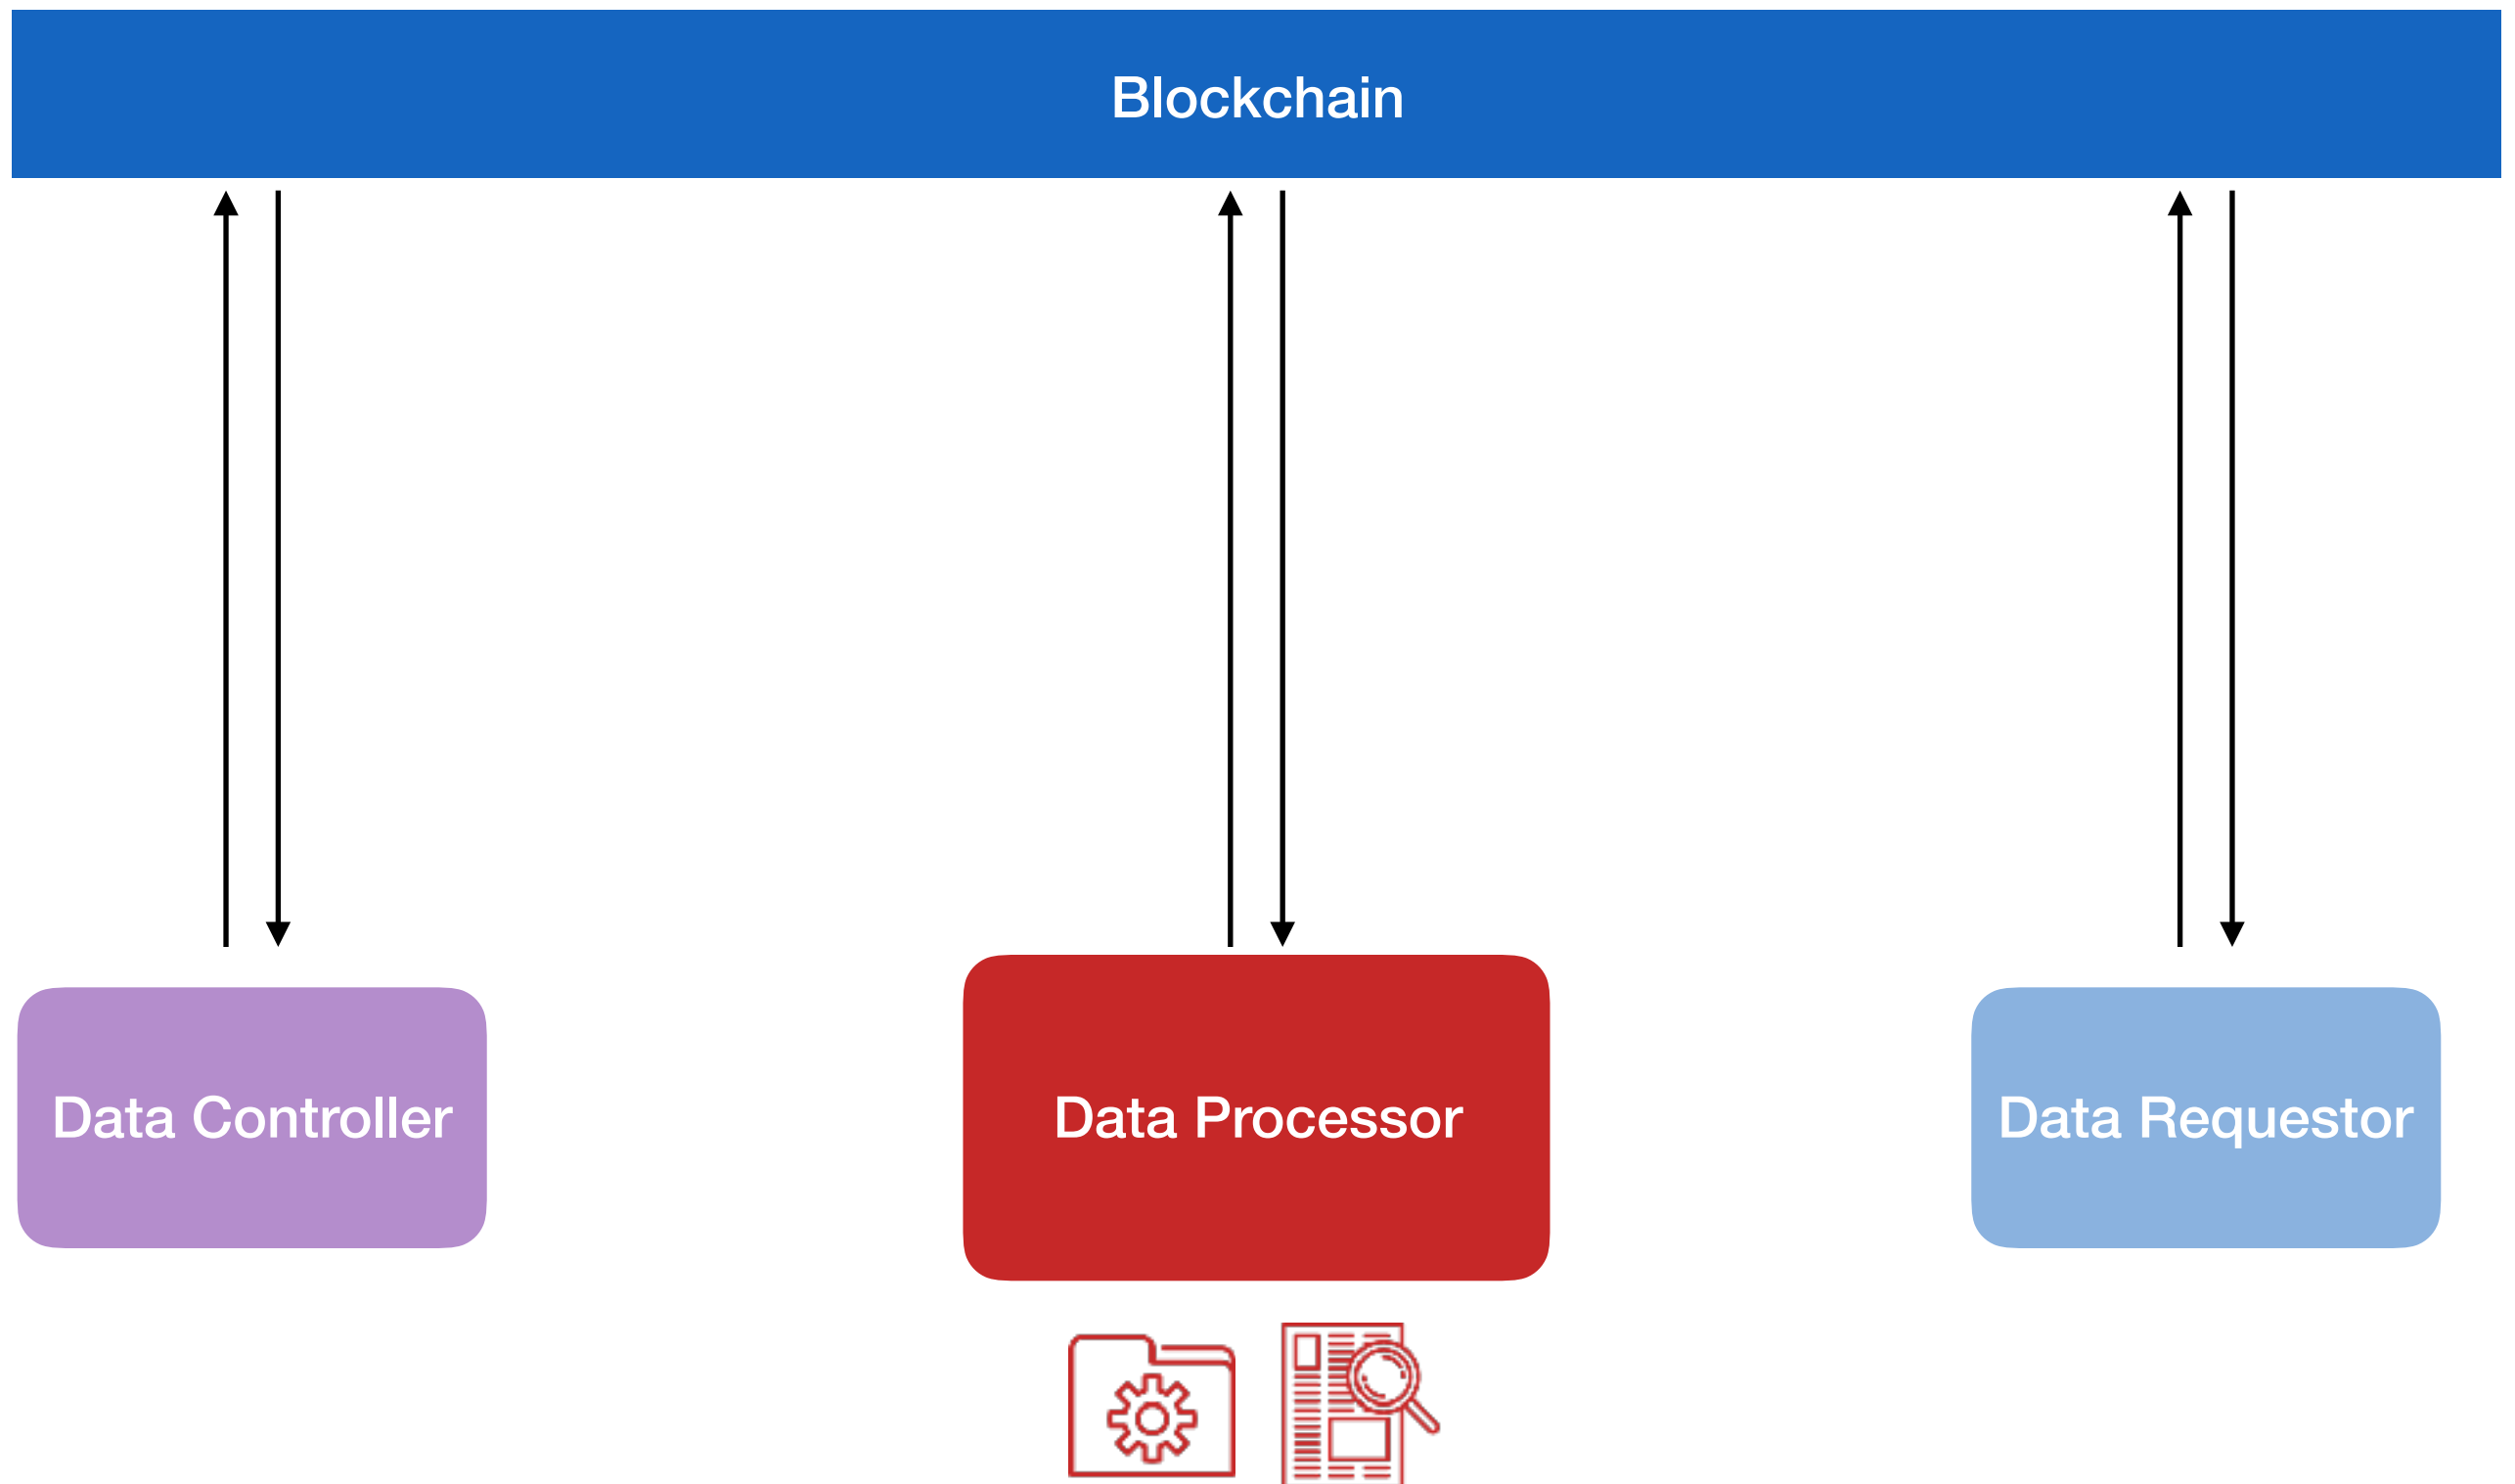 Blockchain
Data Controller
Data Processor
Data Requestor